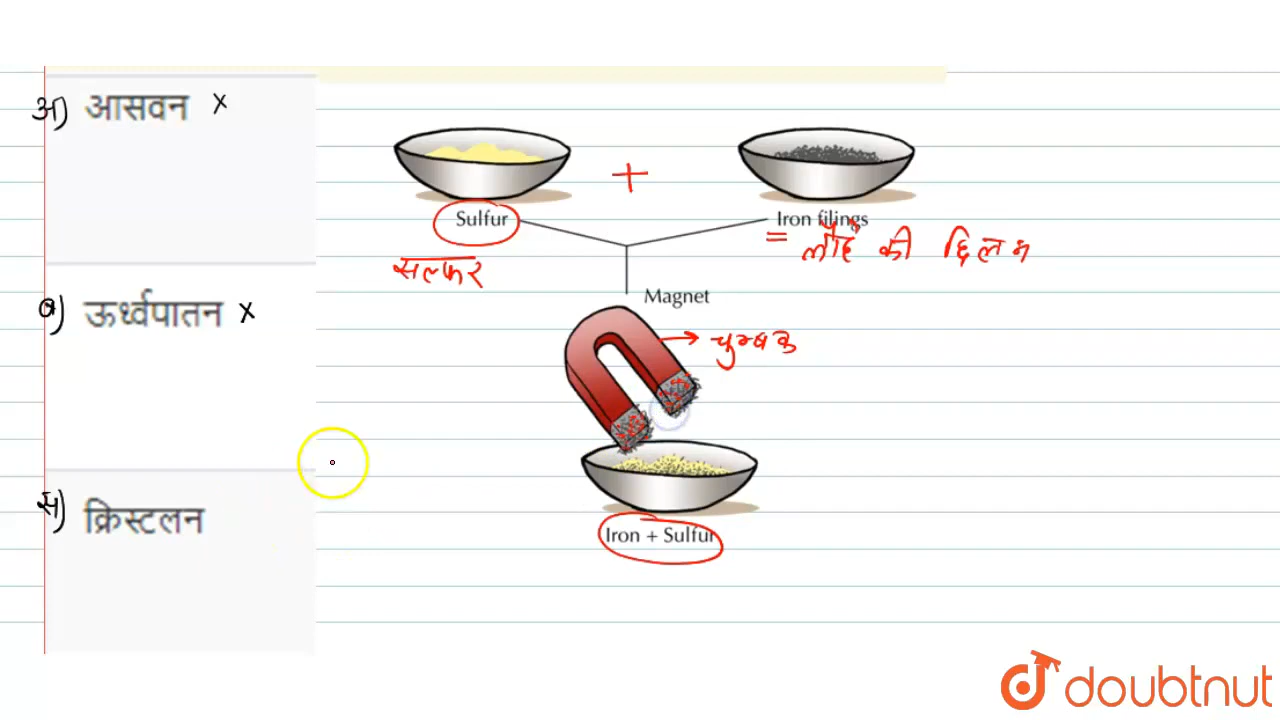 अ) आसवन x
+
Sulfur
Iron filings
= लौह की छिलन
सल्फर
Magnet
ब) ऊर्ध्वपातन x
चुम्बक
स) क्रिस्टलन
Iron + Sulfur
doubtnut